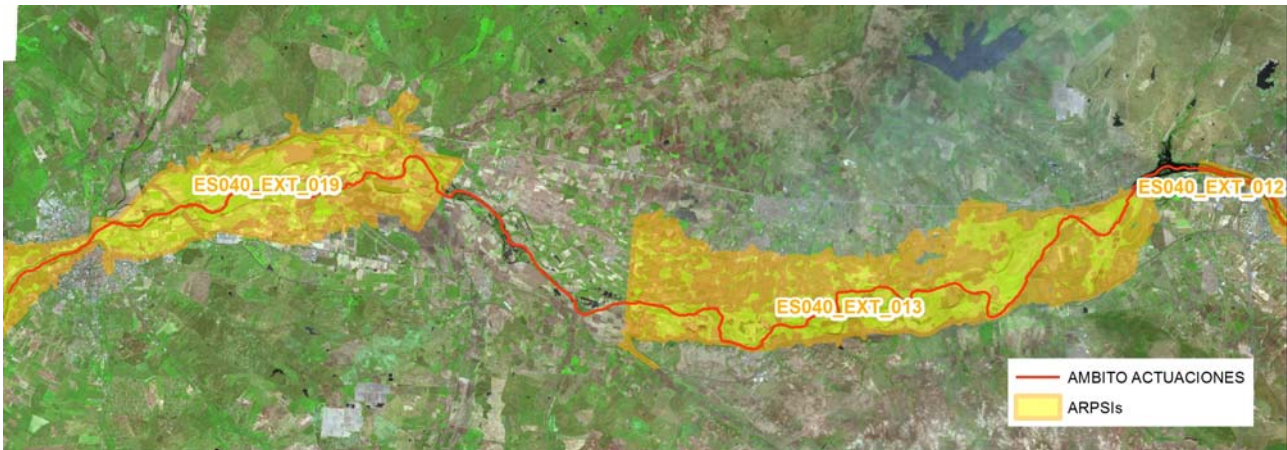 ES040_EXT_019
ES040_EXT_012
ES040_EXT_013
AMBITO ACTUACIONES
ARPSIs